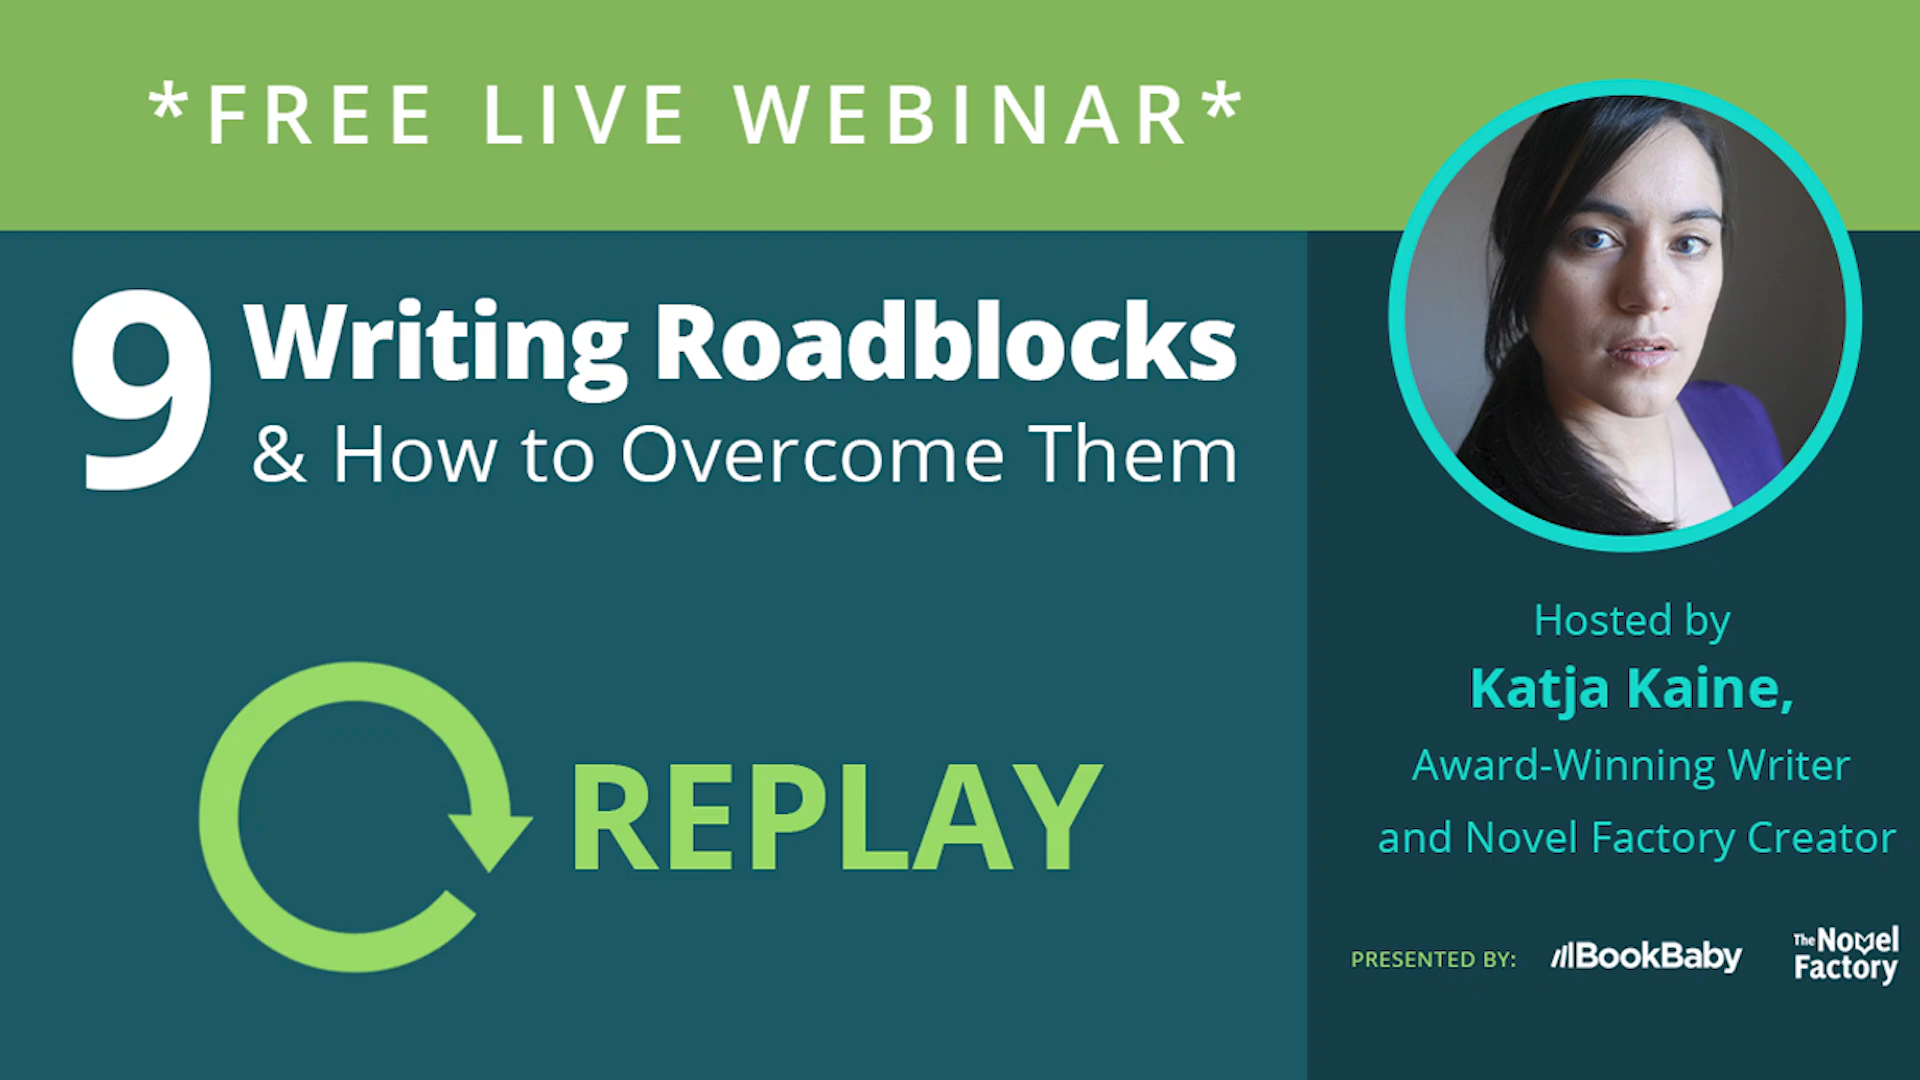 *FREE LIVE WEBINAR*
9 Writing Roadblocks
& How to Overcome Them
REPLAY
Hosted by
Katja Kaine,
Award-Winning Writer
and Novel Factory Creator
PRESENTED BY: BookBaby The Novel Factory